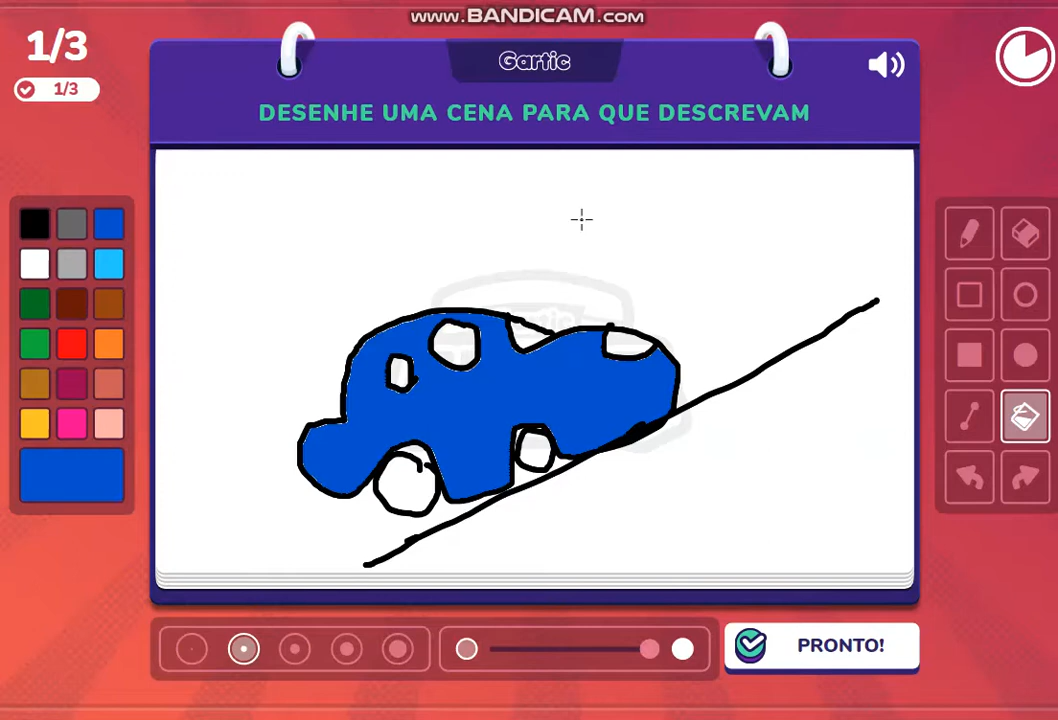 www.BANDICAM.com
1/3
1/3
Gartic
DESENHE UMA CENA PARA QUE DESCREVAM
PRONTO!